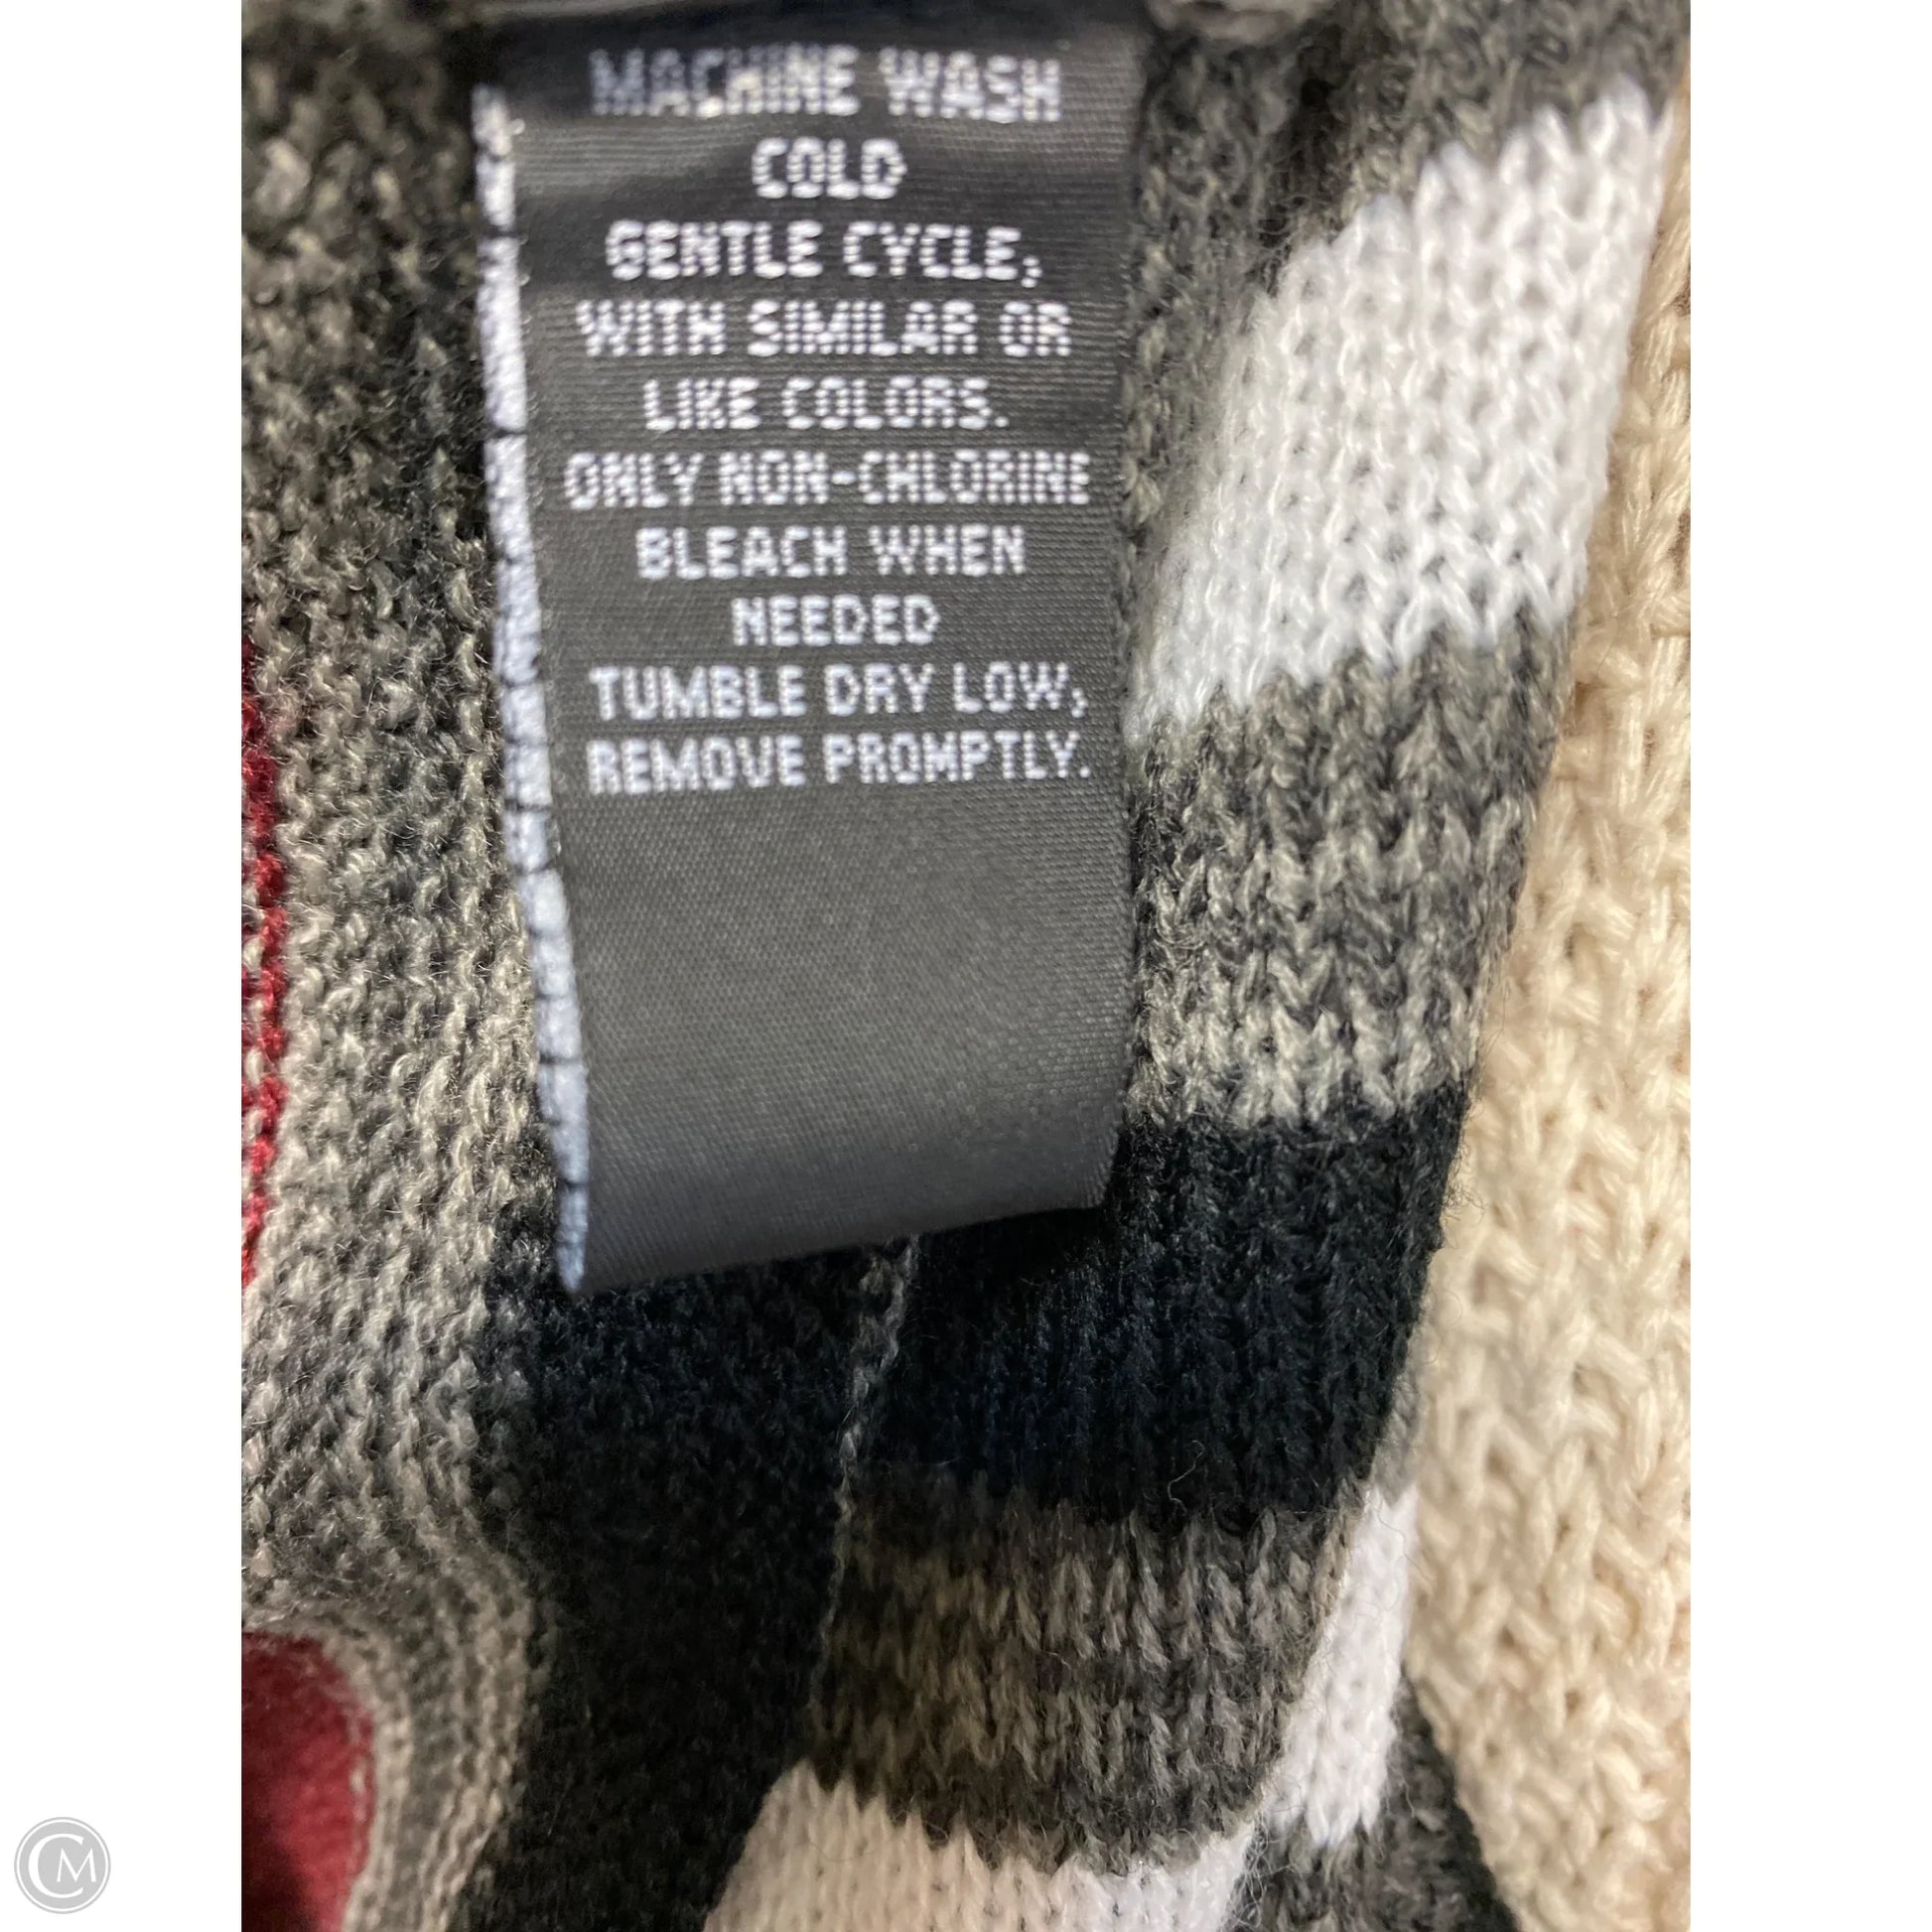 MACHINE WASH
COLD
GENTLE CYCLE,
WITH SIMILAR OR
LIKE COLORS.
ONLY NON-CHLORINE
BLEACH WHEN
NEEDED
TUMBLE DRY LOW,
REMOVE PROMPTLY.
CM